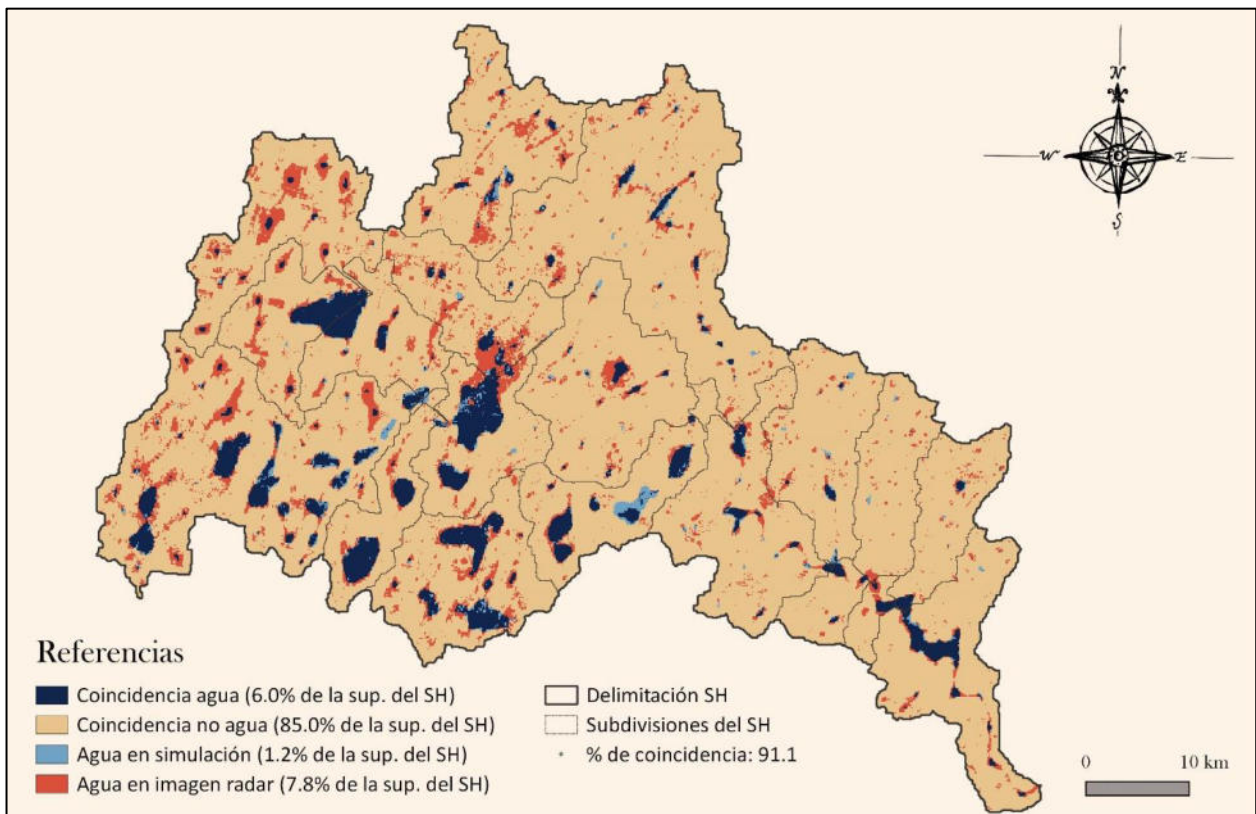 N
W
E
S
Referencias
Coincidencia agua (6.0% de la sup. del SH)
Coincidencia no agua (85.0% de la sup. del SH)
Agua en simulación (1.2% de la sup. del SH)
Agua en imagen radar (7.8% de la sup. del SH)
Delimitación SH
Subdivisiones del SH
% de coincidencia: 91.1
0 10 km